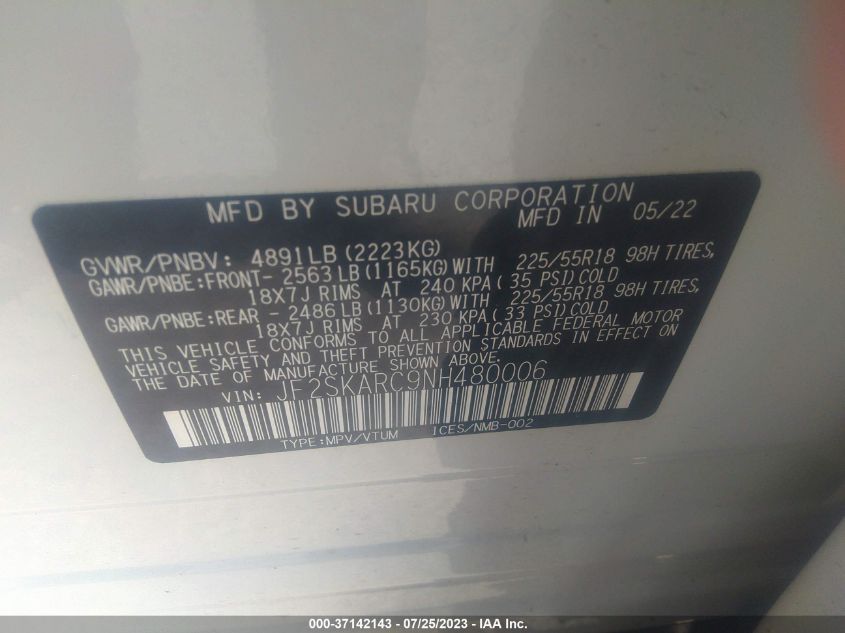 MFD BY SUBARU CORPORATION
MFD IN 05/22
GVWR/PNBV: 4891LB (2223KG)
GAWR/PNBE:FRONT- 2563 LB (1165KG) WITH 225/55R18 98H TIRES,
18X7J RIMS AT 240 KPA ( 35 PSI) COLD
GAWR/PNBE:REAR - 2486 LB (1130KG) WITH 225/55R18 98H TIRES,
18X7J RIMS AT 230 KPA ( 33 PSI) COLD
THIS VEHICLE CONFORMS TO ALL APPLICABLE FEDERAL MOTOR
VEHICLE SAFETY AND THEFT PREVENTION STANDARDS IN EFFECT ON
THE DATE OF MANUFACTURE SHOWN ABOVE.
VIN: JF2SKARC9NH480006
TYPE:MPV/VTUM ICES/NMB-002
000-37142143 - 07/25/2023 - IAA Inc.